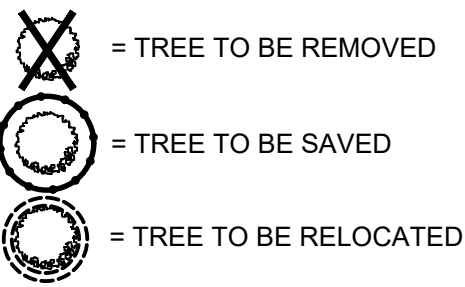 = TREE TO BE REMOVED
= TREE TO BE SAVED
= TREE TO BE RELOCATED